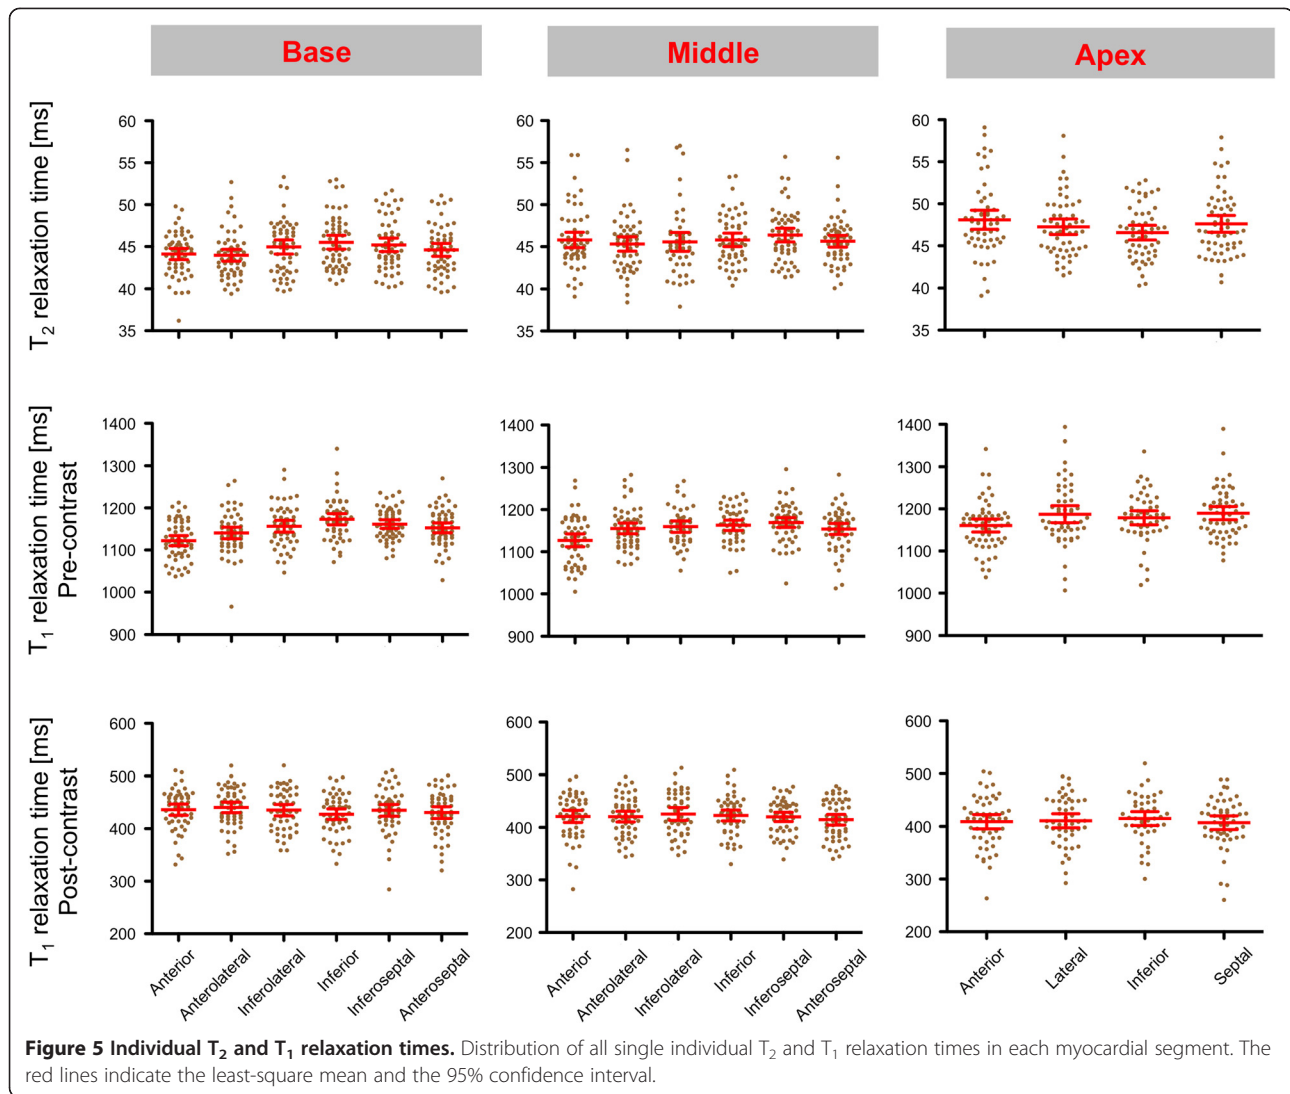 Base Middle Apex
T2 relaxation time [ms]
60 55 50 45 40 35
60 55 50 45 40 35
60 55 50 45 40 35
T1 relaxation time [ms]
Pre-contrast
1400 1300 1200 1100 1000 900
1400 1300 1200 1100 1000 900
1400 1300 1200 1100 1000 900
T1 relaxation time [ms]
Post-contrast
600 500 400 300 200
600 500 400 300 200
600 500 400 300 200
Anterior Anterolateral Inferolateral Inferior Inferoseptal Anteroseptal
Anterior Anterolateral Inferolateral Inferior Inferoseptal Anteroseptal
Anterior Lateral Inferior Septal
Figure 5 Individual T2 and T1 relaxation times. Distribution of all single individual T2 and T1 relaxation times in each myocardial segment. The
red lines indicate the least-square mean and the 95% confidence interval.